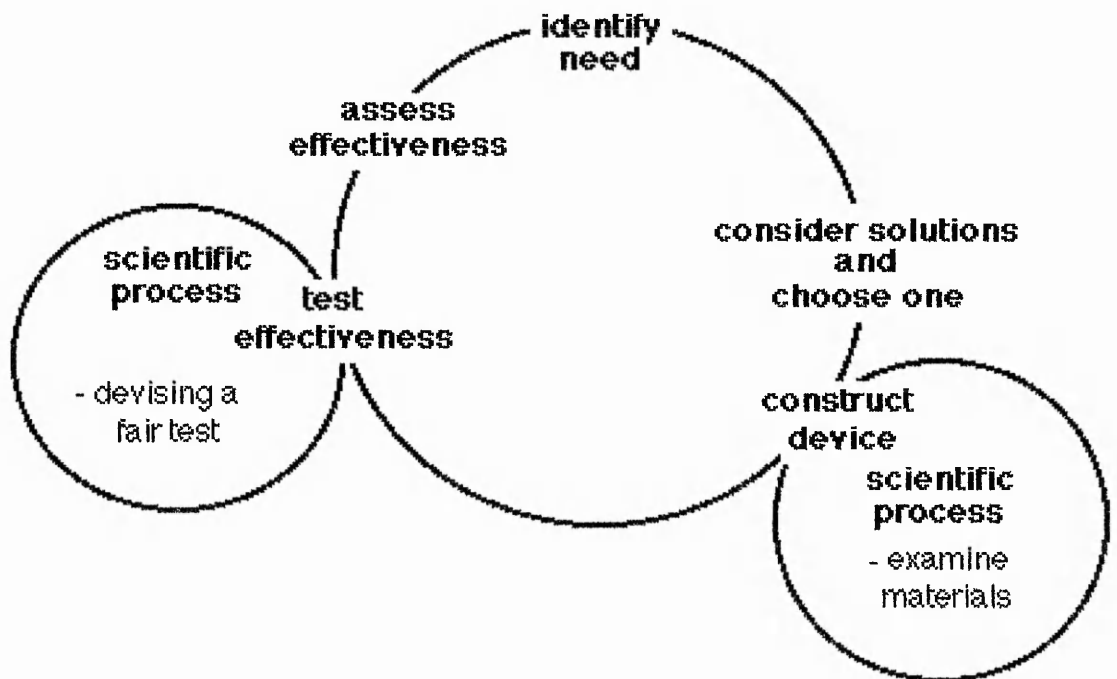 identify
need
assess
effectiveness
consider solutions
and
choose one
scientific
process
test
effectiveness
- devising a
fair test
construct
device
scientific
process
- examine
materials